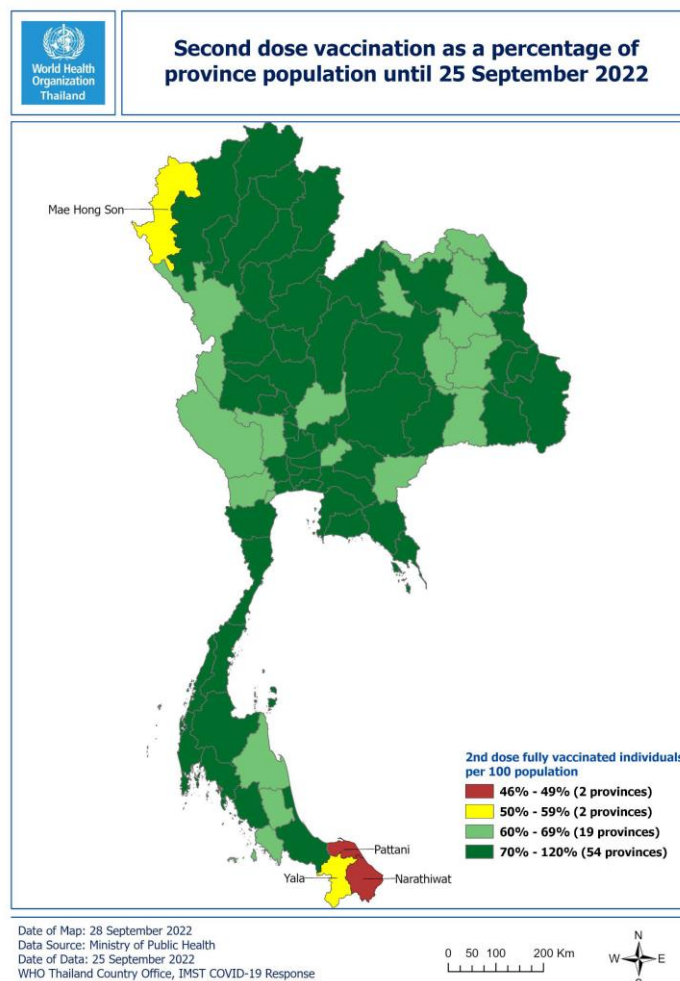 World Health
Organization
Thailand
Second dose vaccination as a percentage of
province population until 25 September 2022
Mae Hong Son
2nd dose fully vaccinated individuals
per 100 population
46% - 49% (2 provinces)
50% - 59% (2 provinces)
60% - 69% (19 provinces)
70% - 120% (54 provinces)
Pattani
Yala
Narathiwat
Date of Map: 28 September 2022
Data Source: Ministry of Public Health
Date of Data: 25 September 2022
WHO Thailand Country Office, IMST COVID-19 Response
0 50 100 200 Km
N
W E